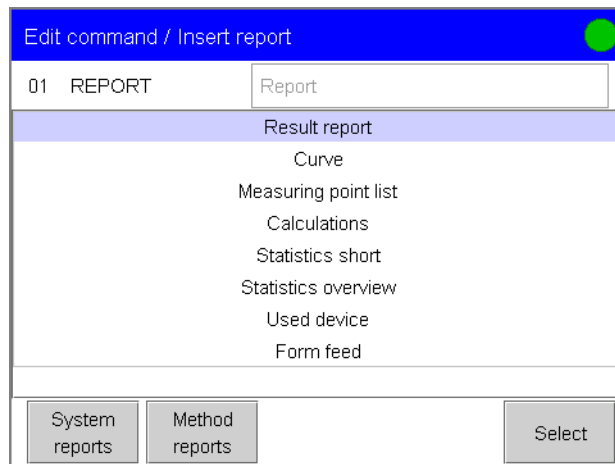 Edit command / Insert report
01 REPORT Report
Result report
Curve
Measuring point list
Calculations
Statistics short
Statistics overview
Used device
Form feed
System reports
Method reports
Select